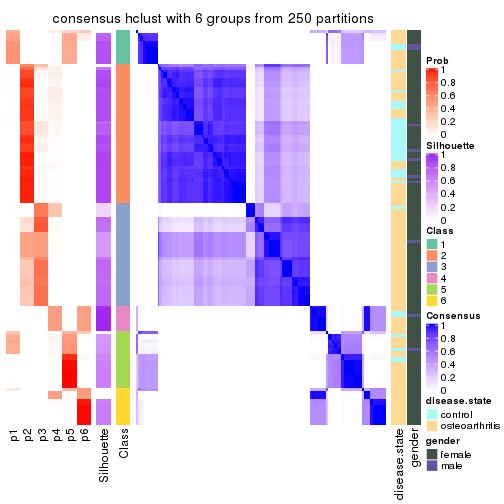 consensus hclust with 6 groups from 250 partitions
Prob
1
0.8
0.6
0.4
0.2
0
Silhouette
1
0.8
0.6
0.4
0.2
0
Class
1
2
3
4
5
6
Consensus
1
0.8
0.6
0.4
0.2
0
disease.state
control
osteoarthritis
gender
female
male
p1
p2
p3
p4
p5
p6
Silhouette
Class
disease.state
gender